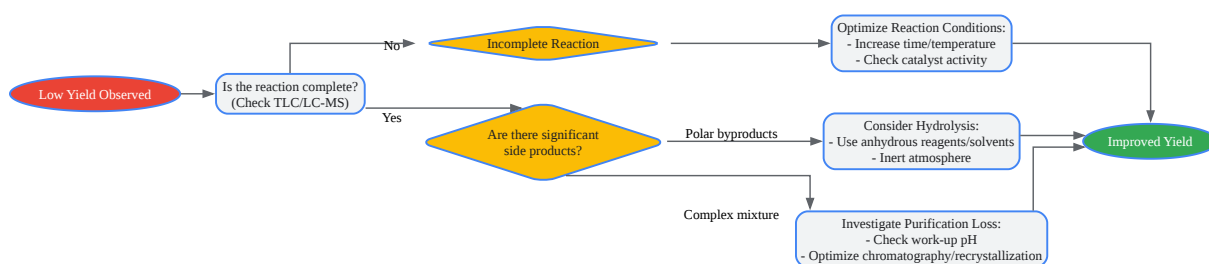 Low Yield Observed
Is the reaction complete?
(Check TLC/LC-MS)
No
Yes
Incomplete Reaction
Are there significant
side products?
Polar byproducts
Complex mixture
Optimize Reaction Conditions:
- Increase time/temperature
- Check catalyst activity
Consider Hydrolysis:
- Use anhydrous reagents/solvents
- Inert atmosphere
Investigate Purification Loss:
- Check work-up pH
- Optimize chromatography/recrystallization
Improved Yield